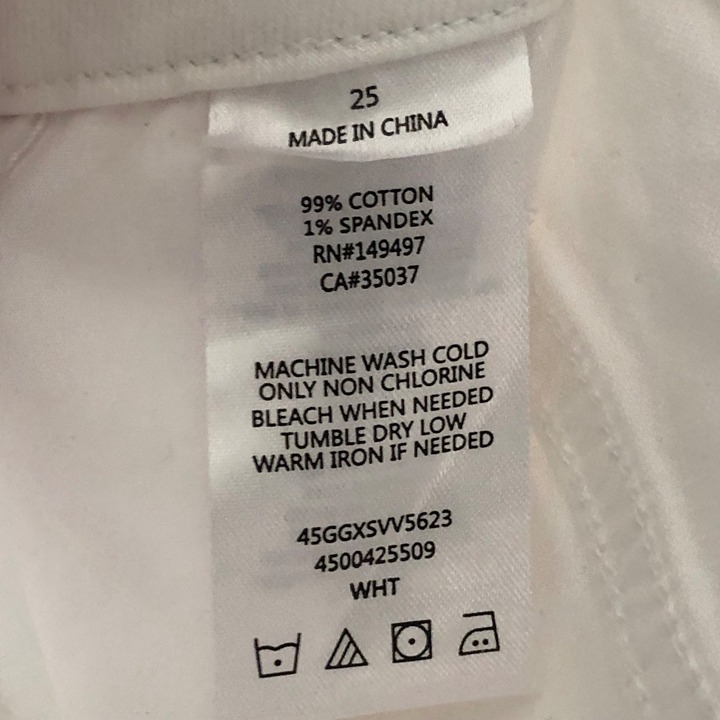 25
MADE IN CHINA
99% COTTON
1% SPANDEX
RN#149497
CA#35037
MACHINE WASH COLD
ONLY NON CHLORINE
BLEACH WHEN NEEDED
TUMBLE DRY LOW
WARM IRON IF NEEDED
45GGXSVV5623
4500425509
WHT